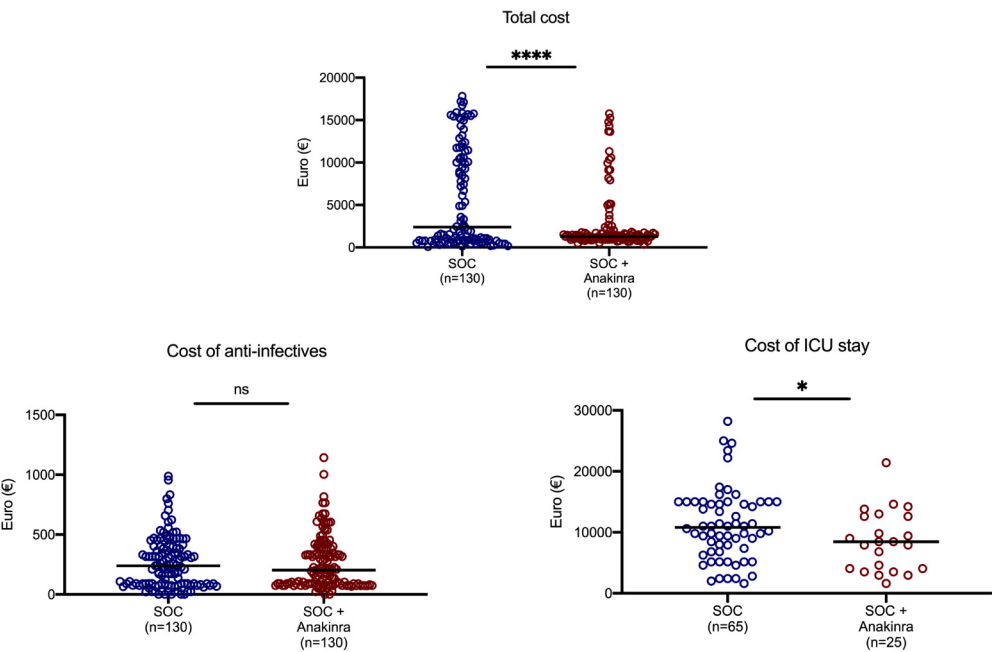 Total cost
****
20000
15000
10000
5000
0
Euro (€)
SOC
(n=130)
SOC +
Anakinra
(n=130)
Cost of anti-infectives
ns
1500
1000
500
0
Euro (€)
SOC
(n=130)
SOC +
Anakinra
(n=130)
Cost of ICU stay
*
30000
20000
10000
0
Euro (€)
SOC
(n=65)
SOC +
Anakinra
(n=25)